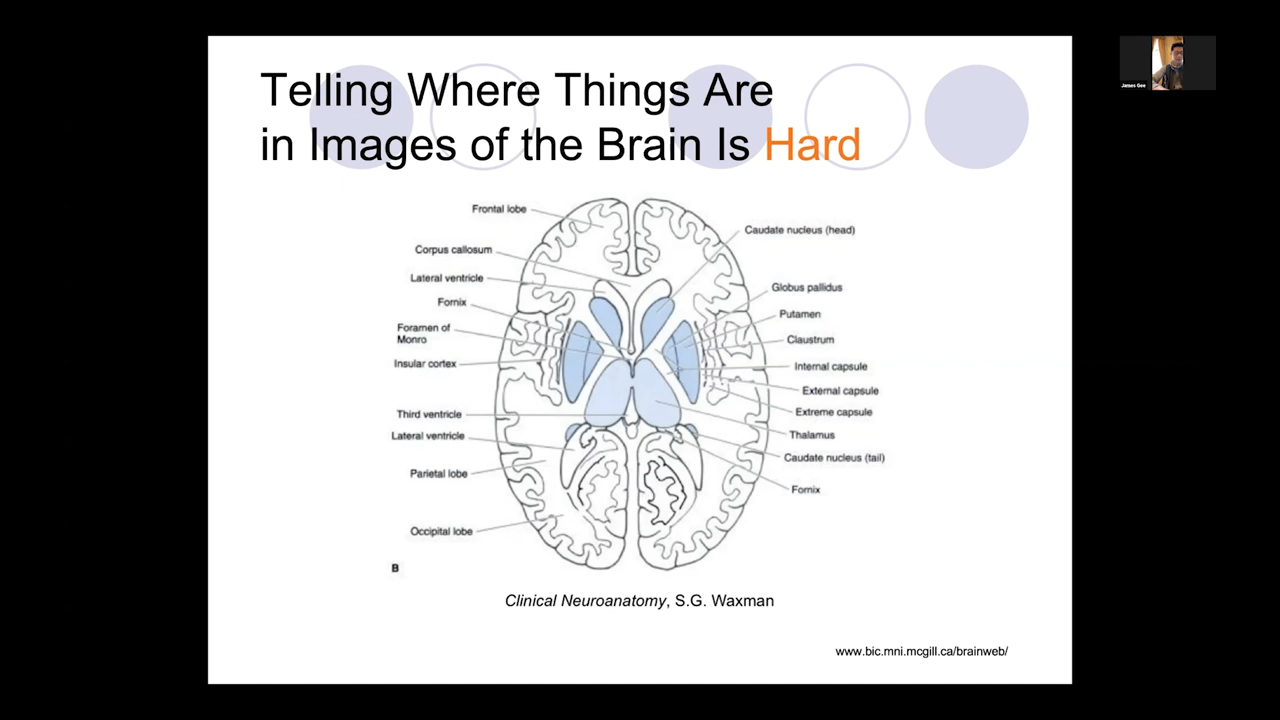 Telling Where Things Are
in Images of the Brain Is Hard
James Gee
Frontal lobe
Corpus callosum
Lateral ventricle
Fornix
Foramen of
Monro
Insular cortex
Third ventricle
Lateral ventricle
Parietal lobe
Occipital lobe
Caudate nucleus (head)
Globus pallidus
Putamen
Claustrum
Internal capsule
External capsule
Extreme capsule
Thalamus
Caudate nucleus (tail)
Fornix
B
Clinical Neuroanatomy, S.G. Waxman
www.bic.mni.mcgill.ca/brainweb/